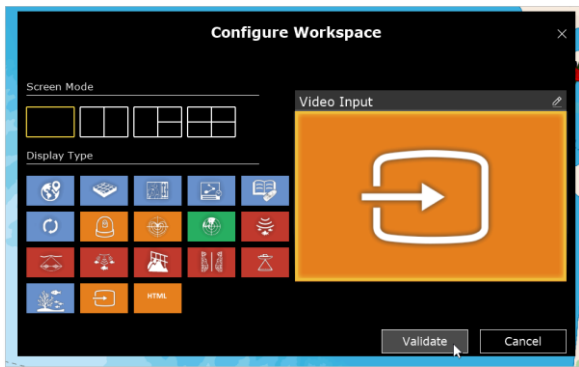 Configure Workspace
Screen Mode
Video Input
Display Type
HTML
Validate
Cancel